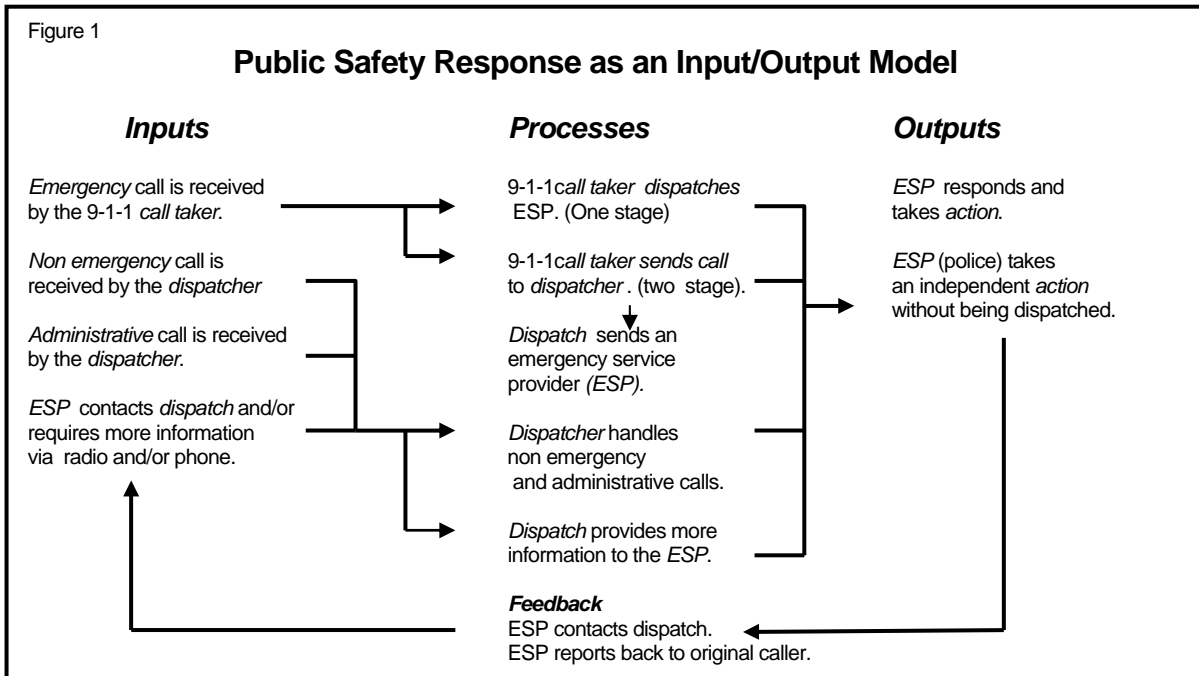 Figure 1
Public Safety Response as an Input/Output Model
Inputs
Emergency call is received
by the 9-1-1 call taker.
Non emergency call is
received by the dispatcher
Administrative call is received
by the dispatcher.
ESP contacts dispatch and/or
requires more information
via radio and/or phone.
Processes
9-1-1call taker dispatches
ESP. (One stage)
9-1-1call taker sends call
to dispatcher . (two stage).
Dispatch sends an
emergency service
provider (ESP).
Dispatcher handles
non emergency
and administrative calls.
Dispatch provides more
information to the ESP.
Feedback
ESP contacts dispatch.
ESP reports back to original caller.
Outputs
ESP responds and
takes action.
ESP (police) takes
an independent action
without being dispatched.